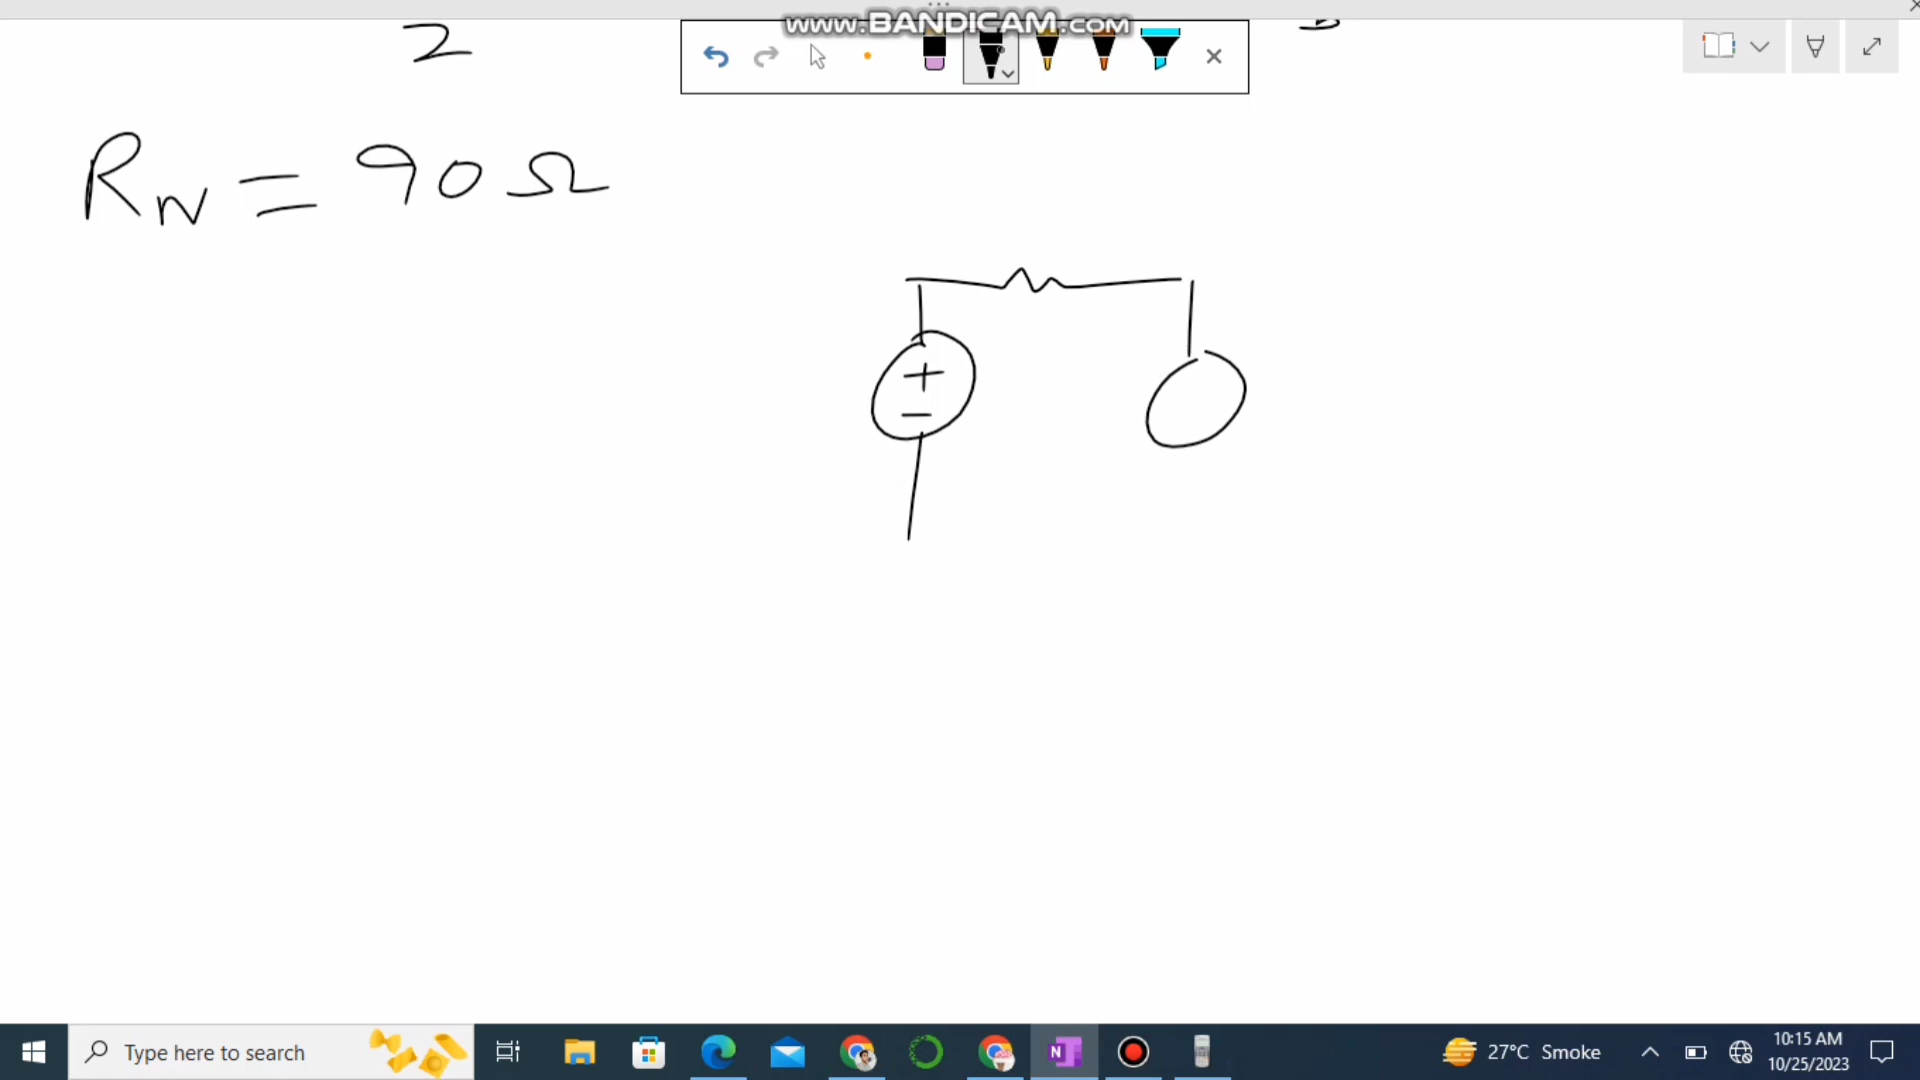 www.BANDICAM.com
2
R_N = 90 Ω
+
−
Type here to search
N
27°C Smoke
10:15 AM
10/25/2023